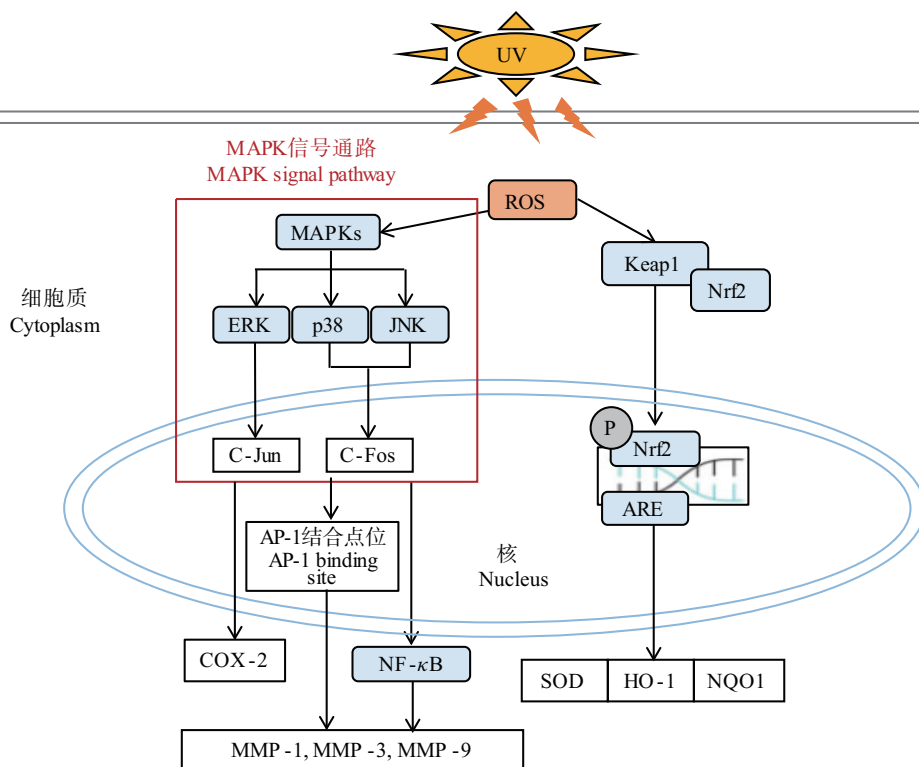 UV
MAPK信号通路
MAPK signal pathway
ROS
MAPKs
Keap1
Nrf2
细胞质
Cytoplasm
ERK
p38
JNK
P
Nrf2
C-Jun
C-Fos
ARE
AP-1结合点位
AP-1 binding
site
核
Nucleus
COX-2
NF-κB
SOD
HO-1
NQO1
MMP-1, MMP-3, MMP-9